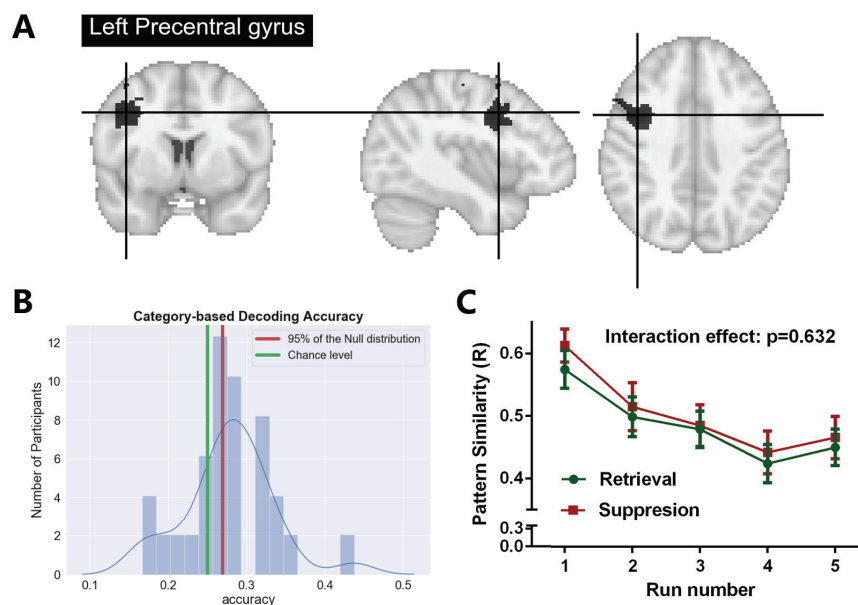 A
Left Precentral gyrus
B
Category-based Decoding Accuracy
95% of the Null distribution
Chance level
Number of Participants
12
10
8
6
4
2
0
0.1 0.2 0.3 0.4 0.5
accuracy
C
Interaction effect: p=0.632
Pattern Similarity (R)
0.6
0.5
0.4
0.3
0.0
Retrieval
Suppresion
1 2 3 4 5
Run number